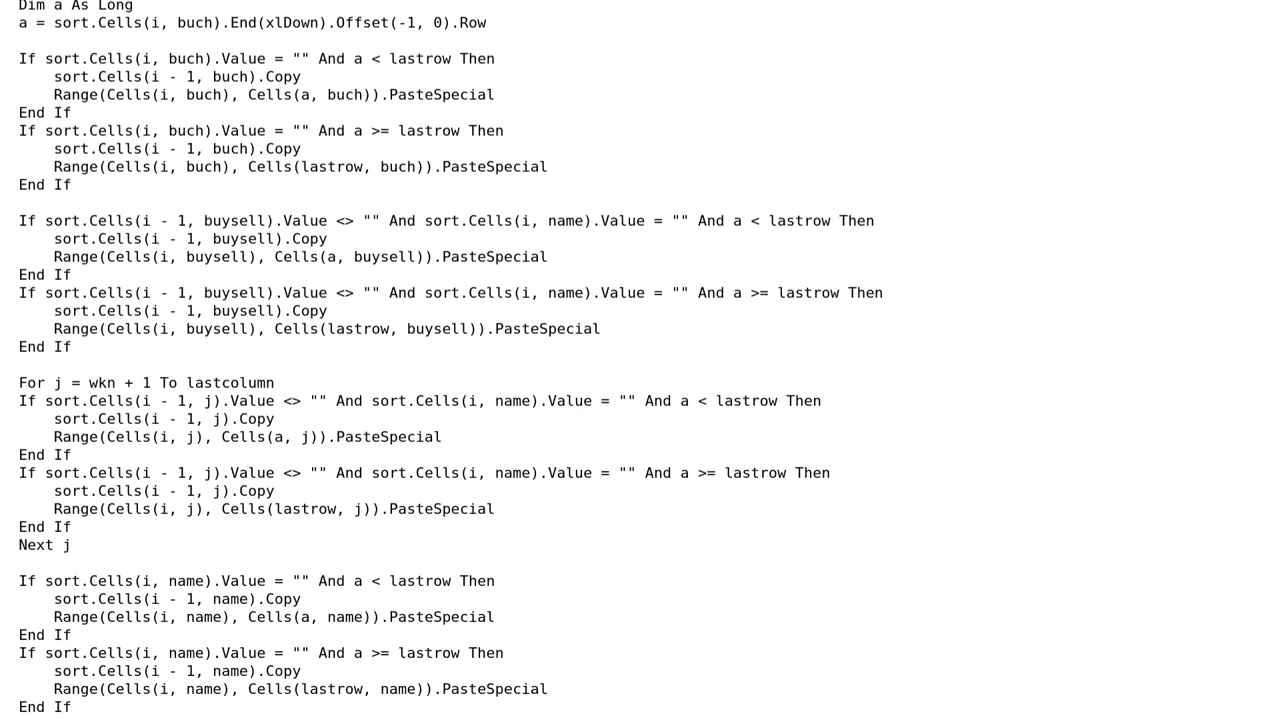 Dim a As Long
a = sort.Cells(i, buch).End(xlDown).Offset(-1, 0).Row
If sort.Cells(i, buch).Value = "" And a < lastrow Then
sort.Cells(i - 1, buch).Copy
Range(Cells(i, buch), Cells(a, buch)).PasteSpecial
End If
If sort.Cells(i, buch).Value = "" And a >= lastrow Then
sort.Cells(i - 1, buch).Copy
Range(Cells(i, buch), Cells(lastrow, buch)).PasteSpecial
End If
If sort.Cells(i - 1, buysell).Value <> "" And sort.Cells(i, name).Value = "" And a < lastrow Then
sort.Cells(i - 1, buysell).Copy
Range(Cells(i, buysell), Cells(a, buysell)).PasteSpecial
End If
If sort.Cells(i - 1, buysell).Value <> "" And sort.Cells(i, name).Value = "" And a >= lastrow Then
sort.Cells(i - 1, buysell).Copy
Range(Cells(i, buysell), Cells(lastrow, buysell)).PasteSpecial
End If
For j = wkn + 1 To lastcolumn
If sort.Cells(i - 1, j).Value <> "" And sort.Cells(i, name).Value = "" And a < lastrow Then
sort.Cells(i - 1, j).Copy
Range(Cells(i, j), Cells(a, j)).PasteSpecial
End If
If sort.Cells(i - 1, j).Value <> "" And sort.Cells(i, name).Value = "" And a >= lastrow Then
sort.Cells(i - 1, j).Copy
Range(Cells(i, j), Cells(lastrow, j)).PasteSpecial
End If
Next j
If sort.Cells(i, name).Value = "" And a < lastrow Then
sort.Cells(i - 1, name).Copy
Range(Cells(i, name), Cells(a, name)).PasteSpecial
End If
If sort.Cells(i, name).Value = "" And a >= lastrow Then
sort.Cells(i - 1, name).Copy
Range(Cells(i, name), Cells(lastrow, name)).PasteSpecial
End If